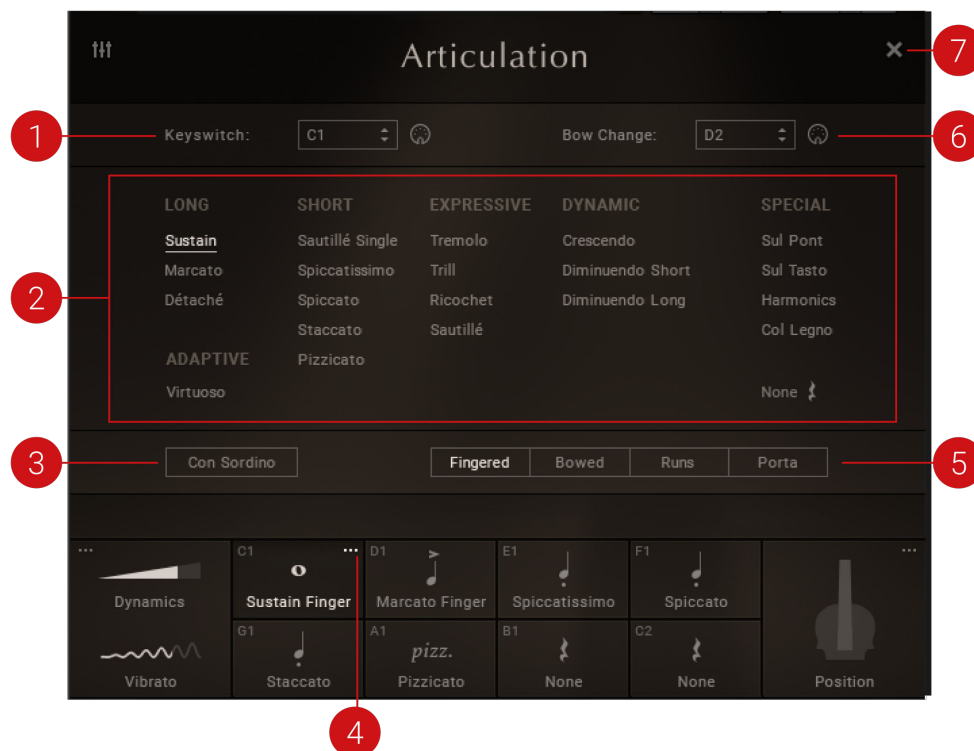 Articulation
7
1
Keyswitch: C1
Bow Change: D2
6
LONG SHORT EXPRESSIVE DYNAMIC SPECIAL
Sustain Sautillé Single Tremolo Crescendo Sul Pont
Marcato Spiccatissimo Trill Diminuendo Short Sul Tasto
2
Détaché Spiccato Ricochet Diminuendo Long Harmonics
Staccato Sautillé Col Legno
ADAPTIVE Pizzicato
Virtuoso None
3
Con Sordino
Fingered Bowed Runs Porta
5
C1 D1 E1 F1
Dynamics Sustain Finger Marcato Finger Spiccatissimo Spiccato
G1 A1 B1 C2
pizz.
Vibrato Staccato Pizzicato None None Position
4